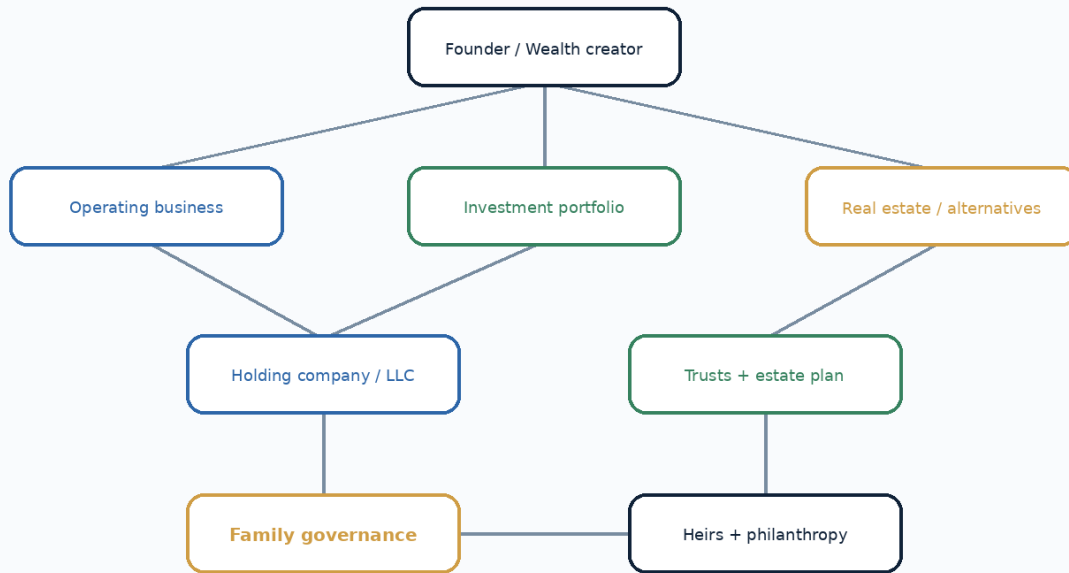 Founder / Wealth creator
Operating business
Investment portfolio
Real estate / alternatives
Holding company / LLC
Trusts + estate plan
Family governance
Heirs + philanthropy